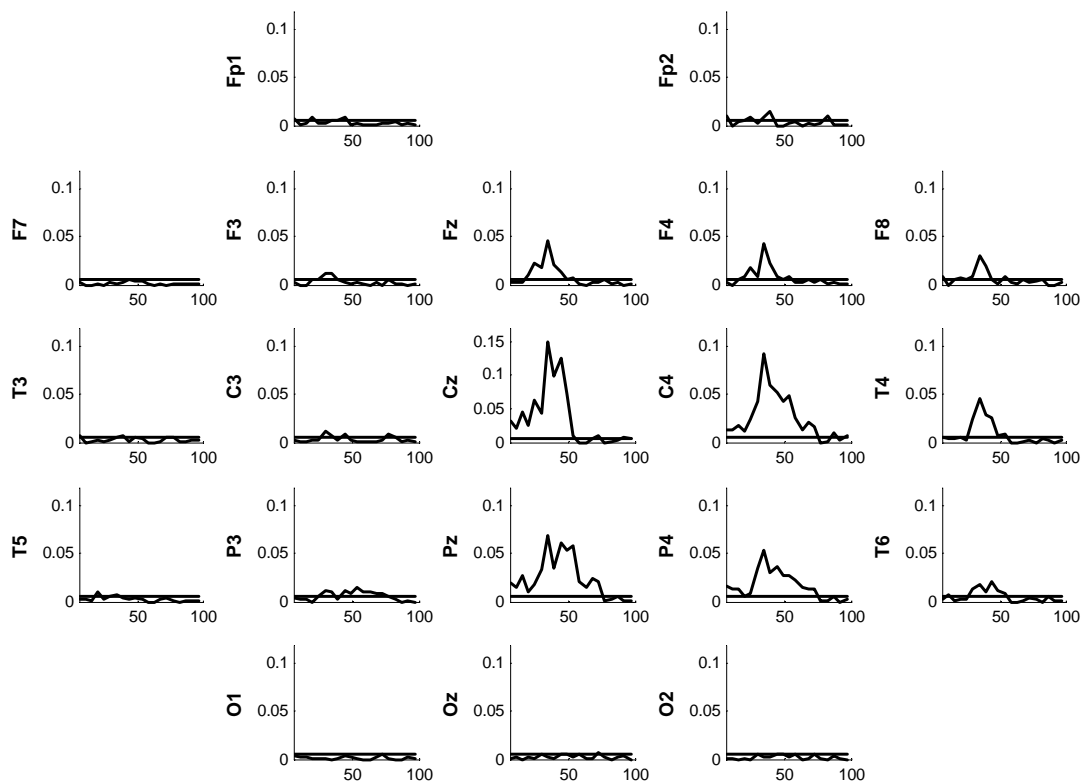 Fp1 0.1 0.05 0 50 100
Fp2 0.1 0.05 0 50 100
F7 0.1 0.05 0 50 100
F3 0.1 0.05 0 50 100
Fz 0.1 0.05 0 50 100
F4 0.1 0.05 0 50 100
F8 0.1 0.05 0 50 100
T3 0.1 0.05 0 50 100
C3 0.1 0.05 0 50 100
Cz 0.15 0.1 0.05 0 50 100
C4 0.1 0.05 0 50 100
T4 0.1 0.05 0 50 100
T5 0.1 0.05 0 50 100
P3 0.1 0.05 0 50 100
Pz 0.1 0.05 0 50 100
P4 0.1 0.05 0 50 100
T6 0.1 0.05 0 50 100
O1 0.1 0.05 0 50 100
Oz 0.1 0.05 0 50 100
O2 0.1 0.05 0 50 100